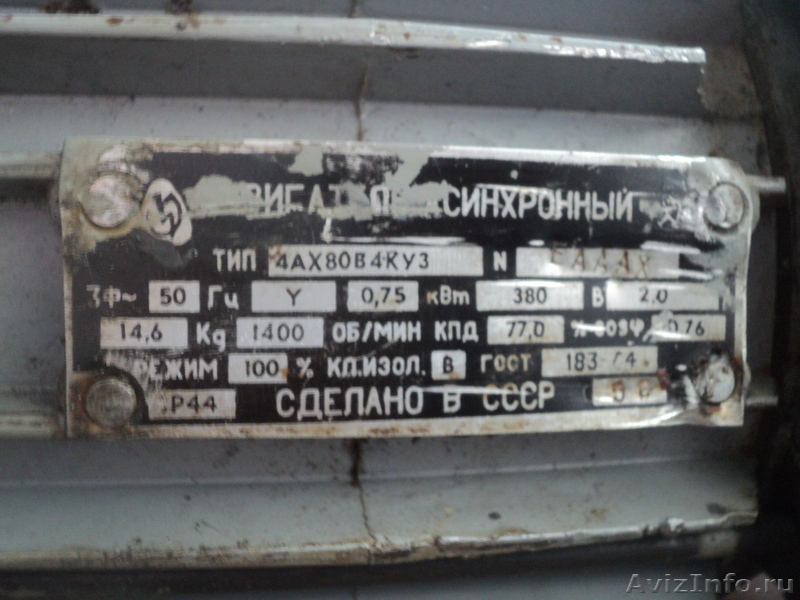 СИНХРОННЫЙ
ТИП 4АХ80В4КУ3 N
3Ф~ 50 Гц Y 0,75 кВт 380 В 2.0
14,6 Kg 1400 ОБ/МИН КПД 77,0 % 0,76
РЕЖИМ 100 % КЛ.ИЗОЛ. В ГОСТ 183-74
IP44 СДЕЛАНО В СССР
AvizInfo.ru